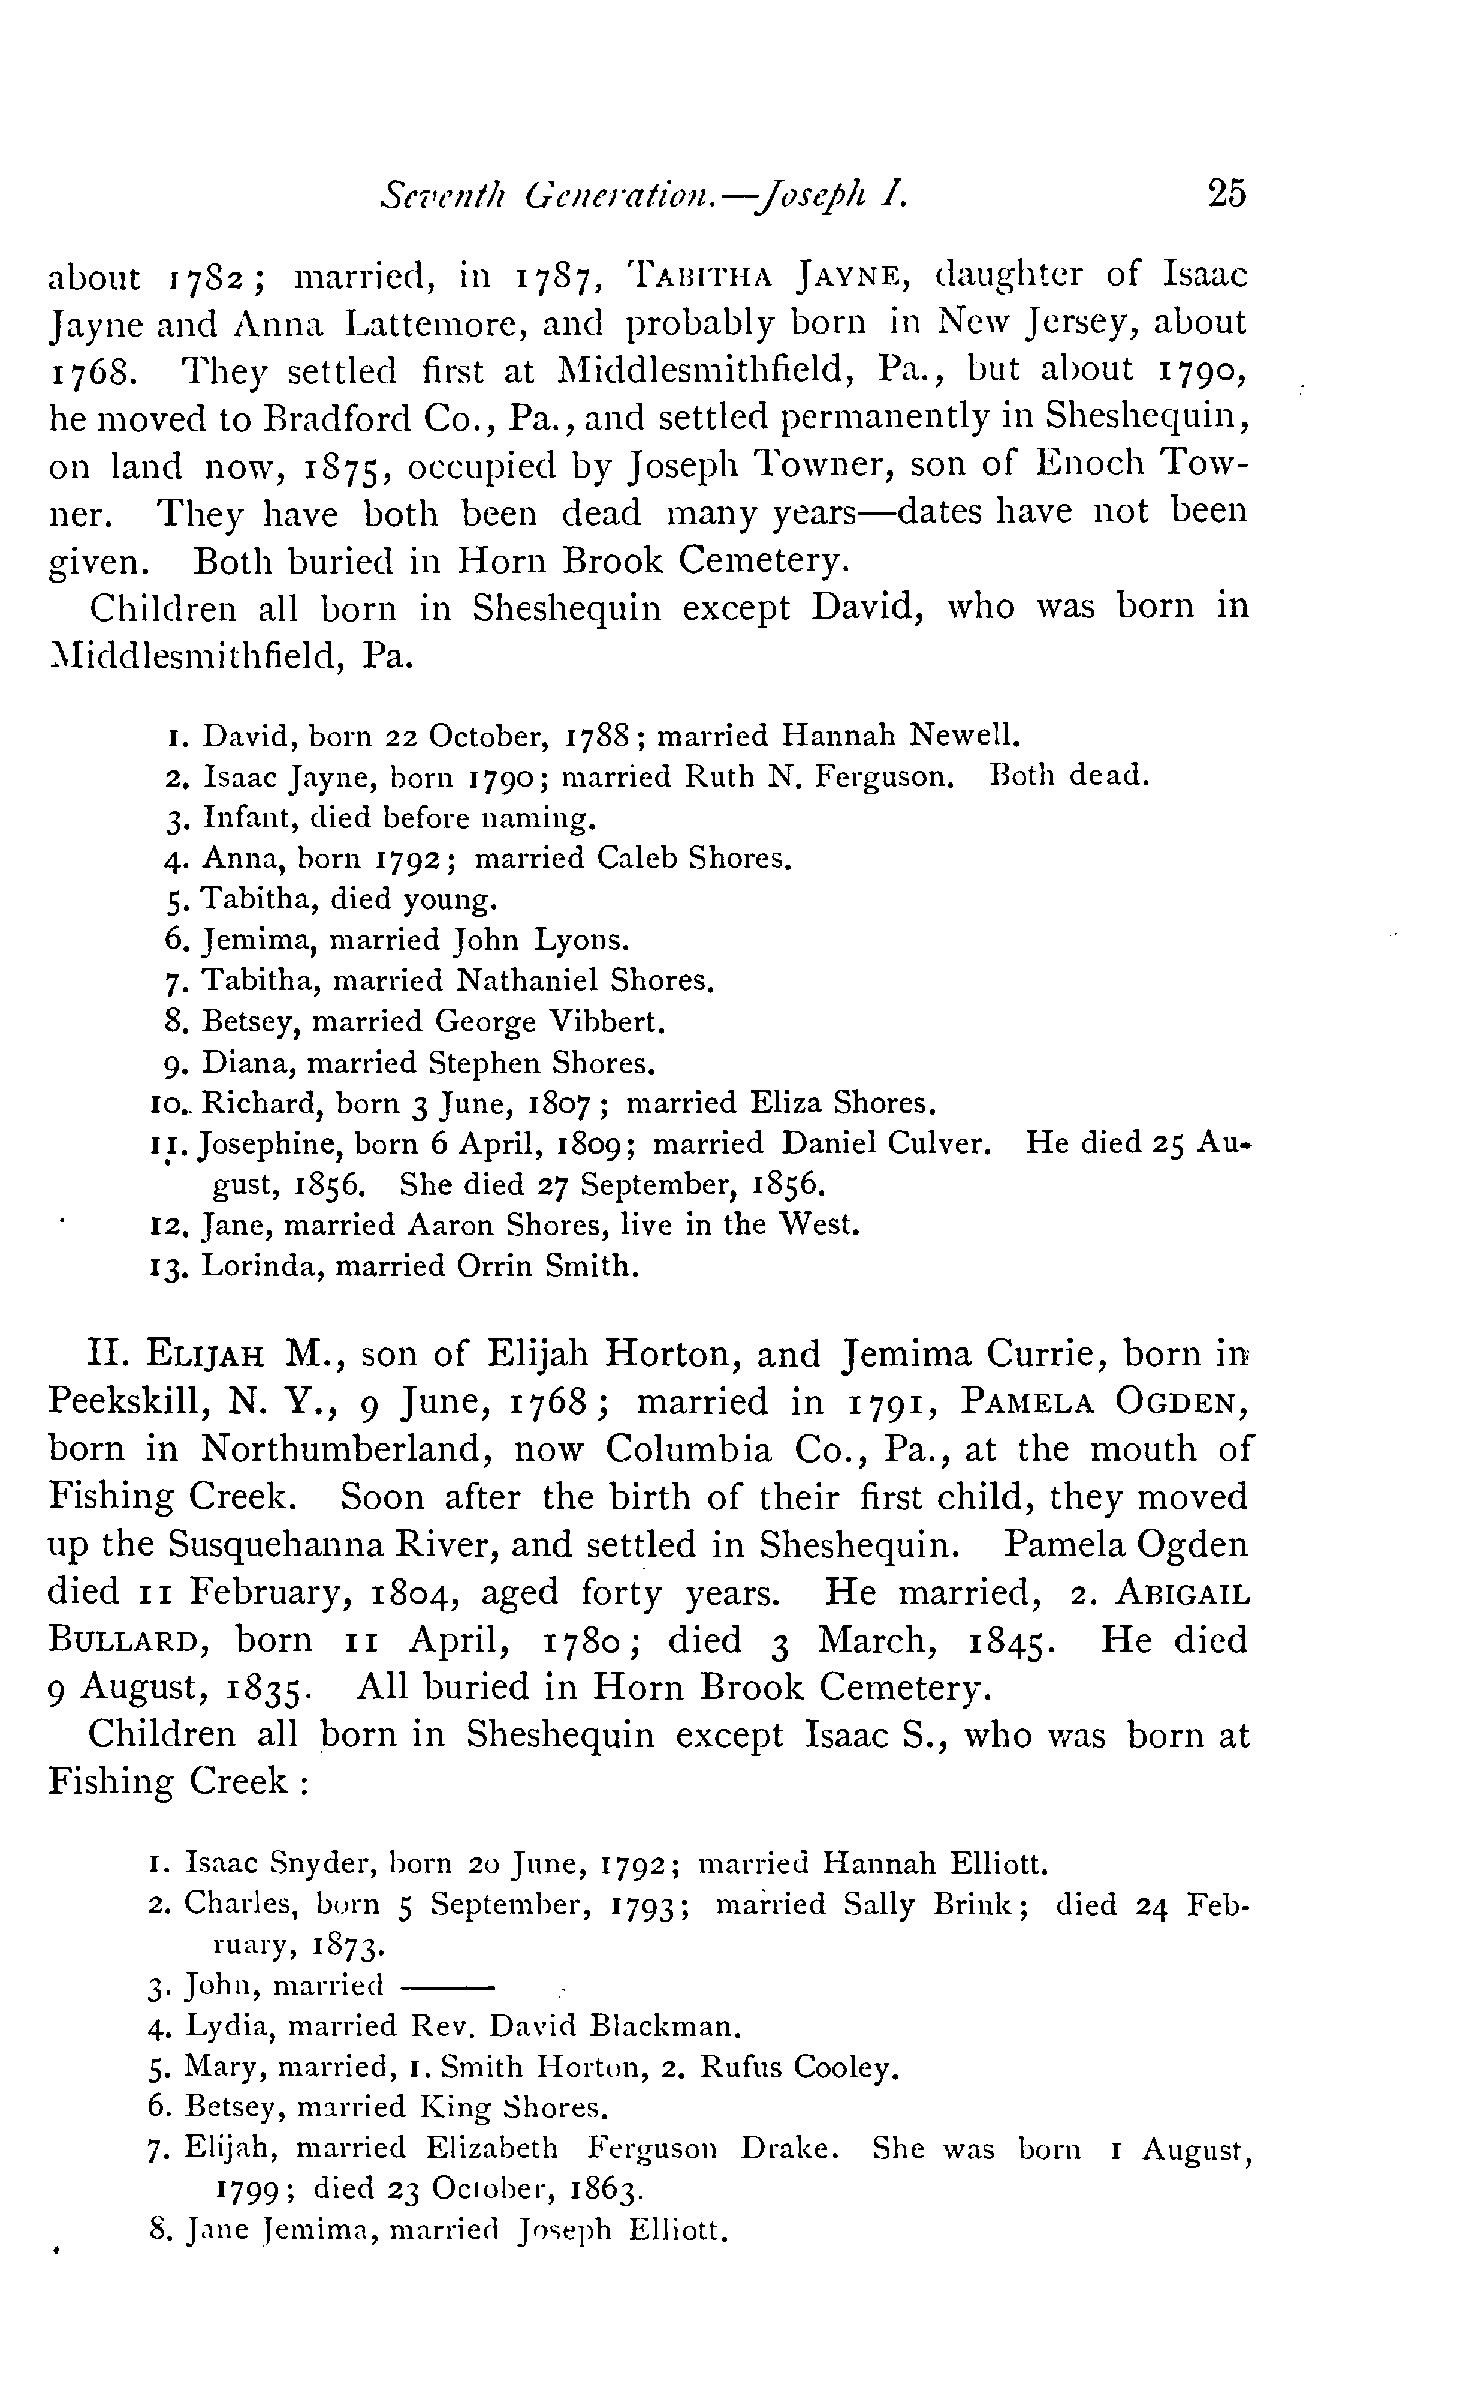 Seventh Generation.—Joseph I. 25
about 1782; married, in 1787, TABITHA JAYNE, daughter of Isaac
Jayne and Anna Lattemore, and probably born in New Jersey, about
1768. They settled first at Middlesmithfield, Pa., but about 1790,
he moved to Bradford Co., Pa., and settled permanently in Sheshequin,
on land now, 1875, occupied by Joseph Towner, son of Enoch Tow-
ner. They have both been dead many years—dates have not been
given. Both buried in Horn Brook Cemetery.
Children all born in Sheshequin except David, who was born in
Middlesmithfield, Pa.
1. David, born 22 October, 1788; married Hannah Newell.
2. Isaac Jayne, born 1790; married Ruth N. Ferguson. Both dead.
3. Infant, died before naming.
4. Anna, born 1792; married Caleb Shores.
5. Tabitha, died young.
6. Jemima, married John Lyons.
7. Tabitha, married Nathaniel Shores.
8. Betsey, married George Vibbert.
9. Diana, married Stephen Shores.
10. Richard, born 3 June, 1807; married Eliza Shores.
11. Josephine, born 6 April, 1809; married Daniel Culver. He died 25 Au-
gust, 1856. She died 27 September, 1856.
12. Jane, married Aaron Shores, live in the West.
13. Lorinda, married Orrin Smith.
II. ELIJAH M., son of Elijah Horton, and Jemima Currie, born in
Peekskill, N. Y., 9 June, 1768; married in 1791, PAMELA OGDEN,
born in Northumberland, now Columbia Co., Pa., at the mouth of
Fishing Creek. Soon after the birth of their first child, they moved
up the Susquehanna River, and settled in Sheshequin. Pamela Ogden
died 11 February, 1804, aged forty years. He married, 2. ABIGAIL
BULLARD, born 11 April, 1780; died 3 March, 1845. He died
9 August, 1835. All buried in Horn Brook Cemetery.
Children all born in Sheshequin except Isaac S., who was born at
Fishing Creek:
1. Isaac Snyder, born 20 June, 1792; married Hannah Elliott.
2. Charles, born 5 September, 1793; married Sally Brink; died 24 Feb-
ruary, 1873.
3. John, married ———
4. Lydia, married Rev. David Blackman.
5. Mary, married, 1. Smith Horton, 2. Rufus Cooley.
6. Betsey, married King Shores.
7. Elijah, married Elizabeth Ferguson Drake. She was born 1 August,
1799; died 23 October, 1863.
8. Jane Jemima, married Joseph Elliott.